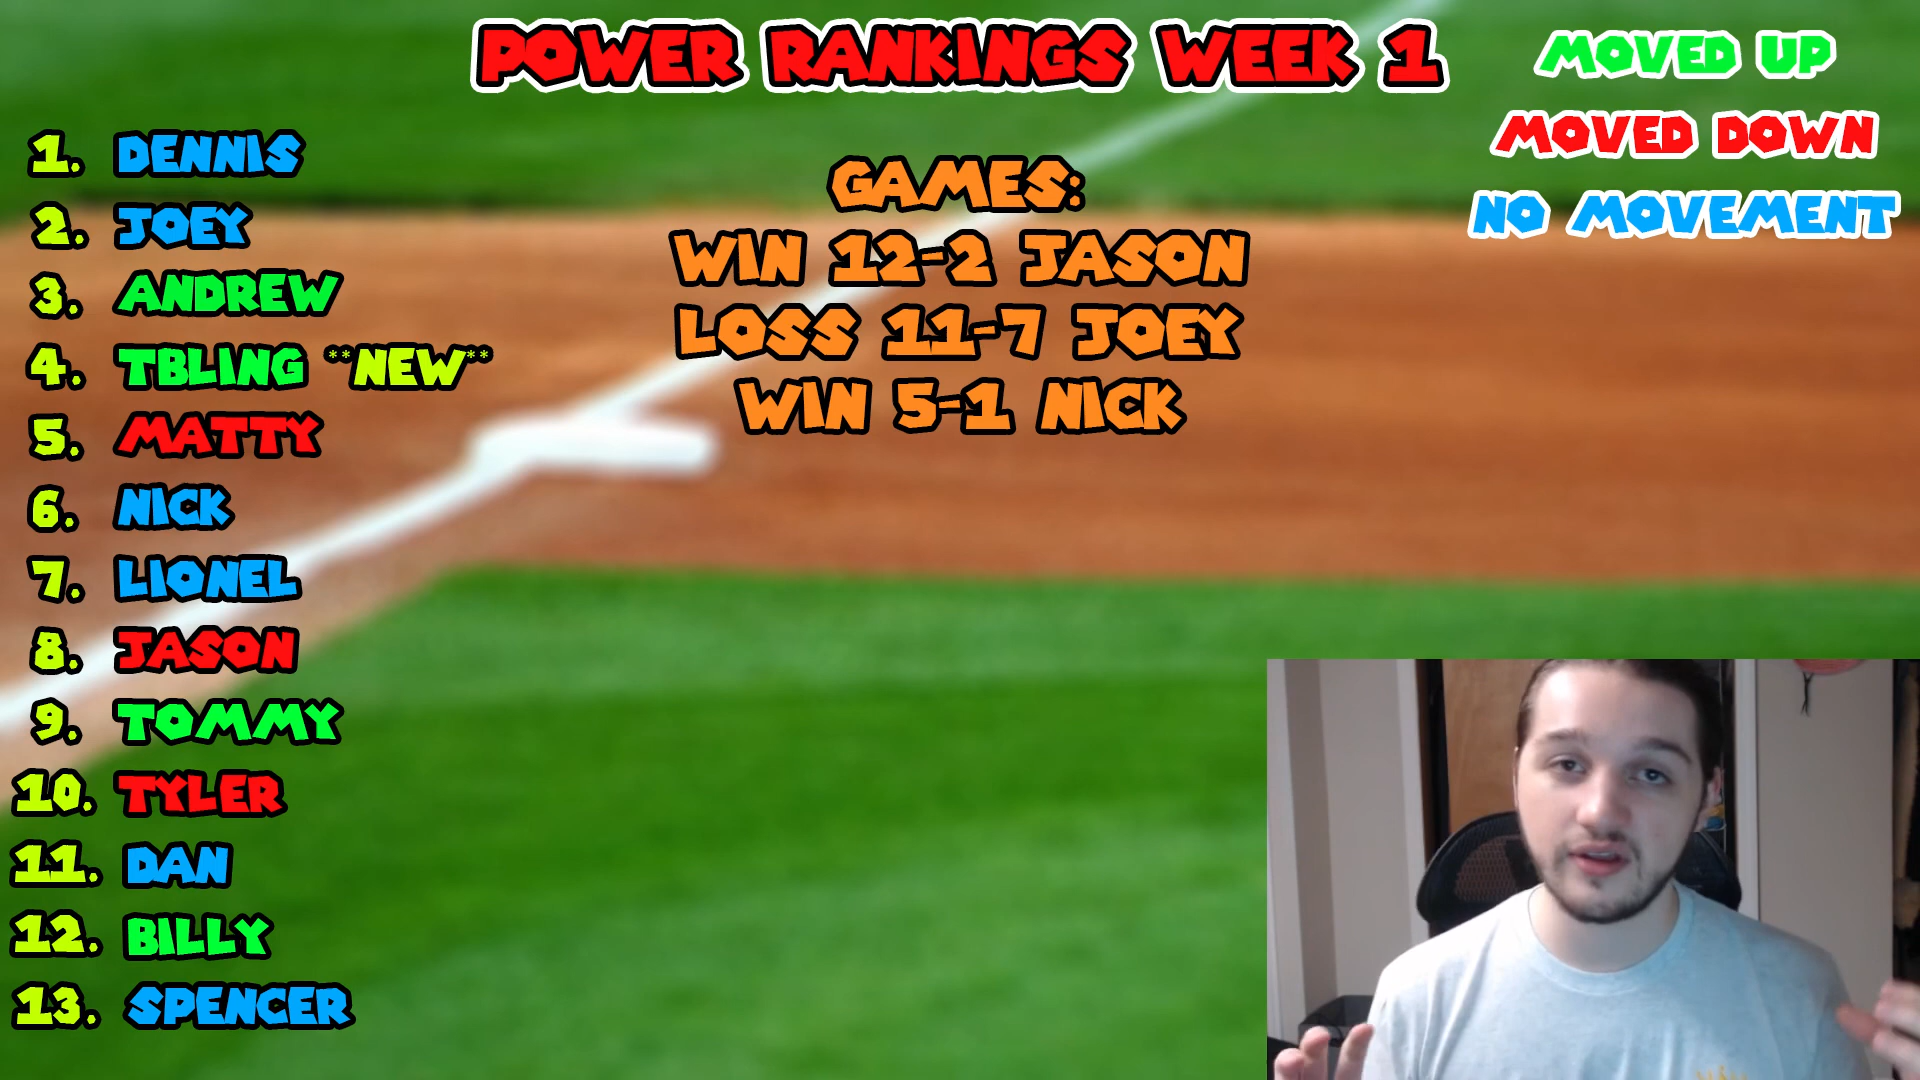 POWER RANKINGS WEEK 1
MOVED UP
MOVED DOWN
NO MOVEMENT
1. DENNIS
2. JOEY
3. ANDREW
4. TBLING **NEW**
5. MATTY
6. NICK
7. LIONEL
8. JASON
9. TOMMY
10. TYLER
11. DAN
12. BILLY
13. SPENCER
GAMES:
WIN 12-2 JASON
LOSS 11-7 JOEY
WIN 5-1 NICK